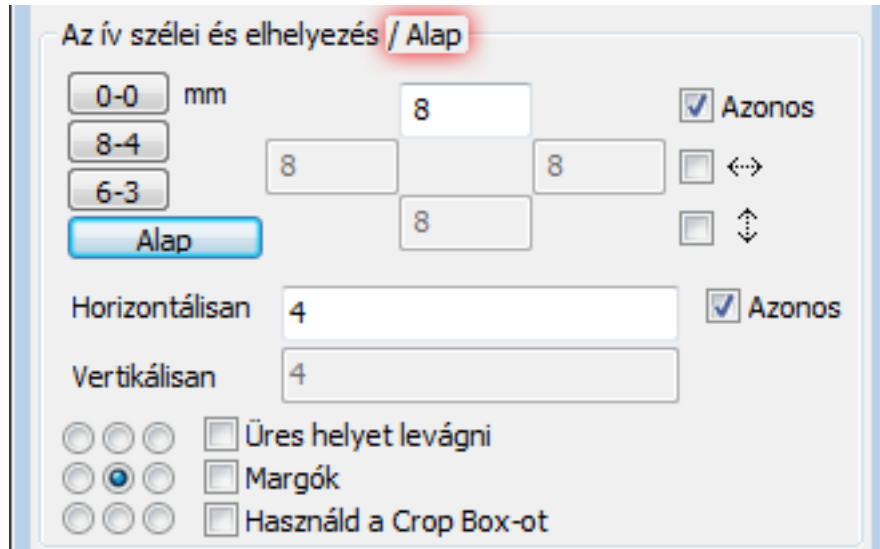 Az ív szélei és elhelyezés / Alap
0-0 mm 8 Azonos
8-4
8 8
6-3
8
Alap
Horizontálisan 4 Azonos
Vertikálisan 4
Üres helyet levágni
Margók
Használd a Crop Box-ot